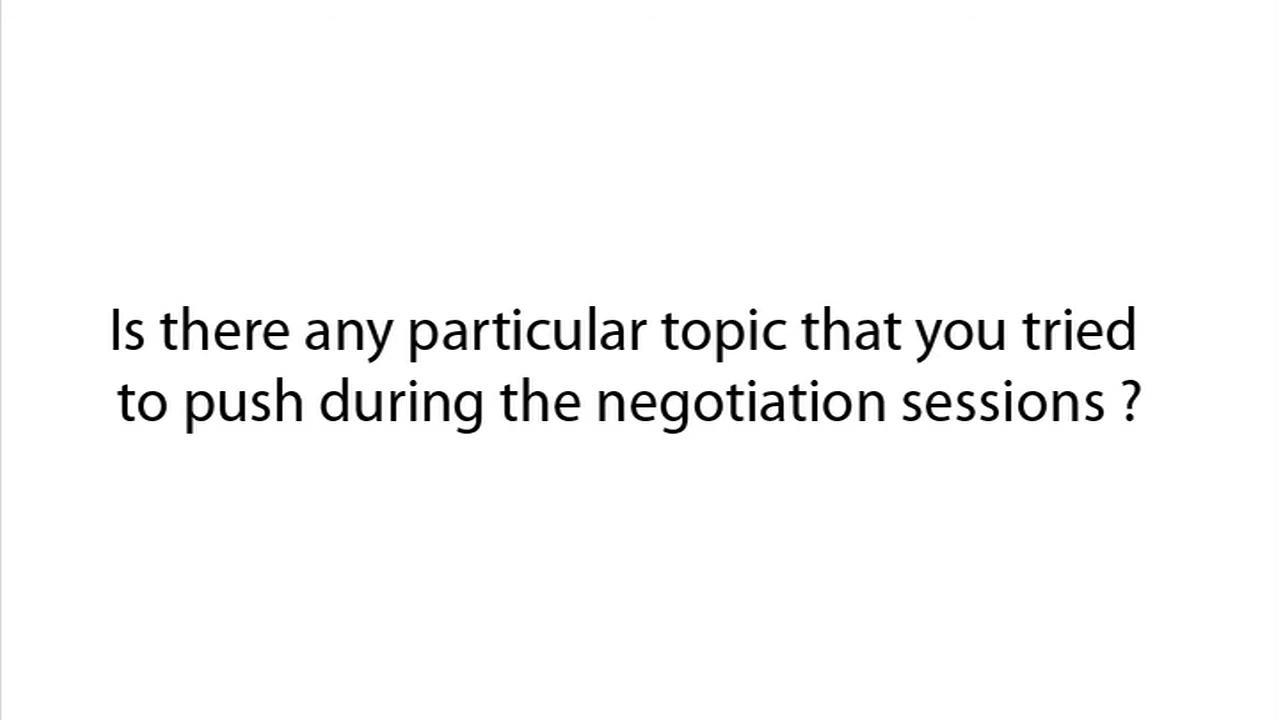 Is there any particular topic that you tried
to push during the negotiation sessions ?